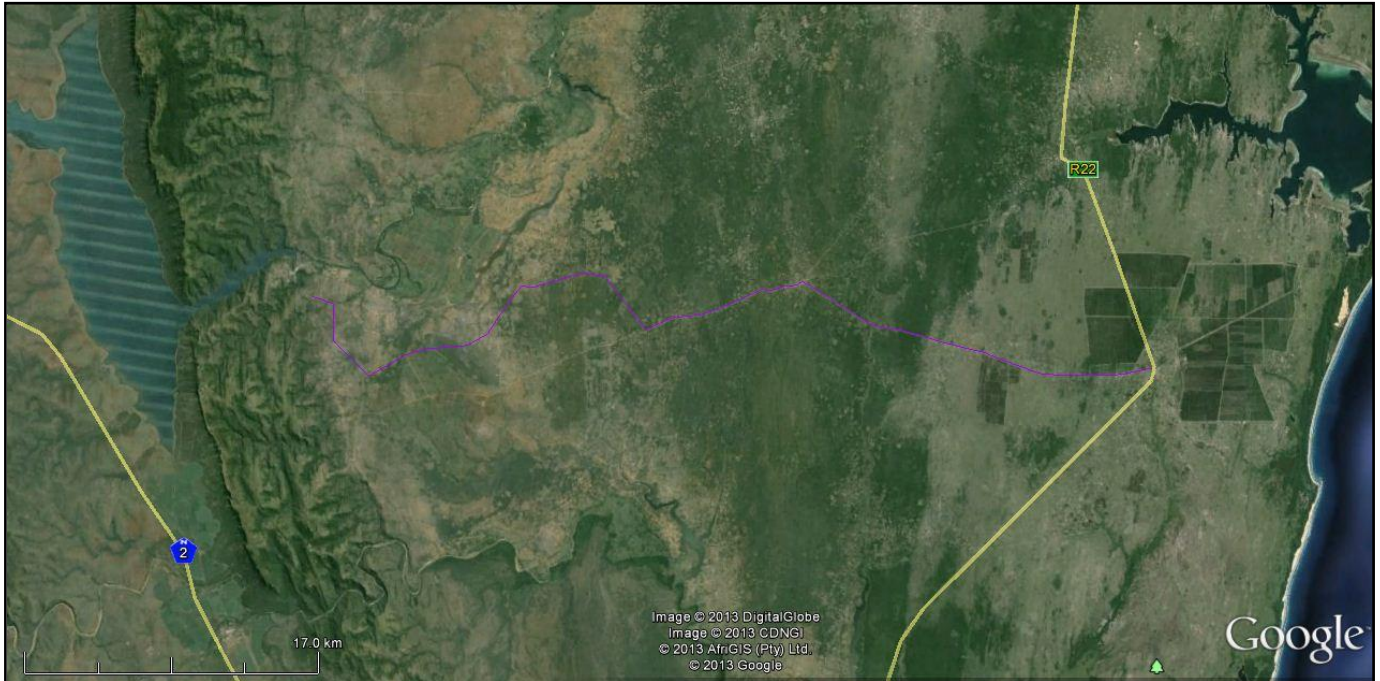 R22
N
2
17.0 km
Image © 2013 DigitalGlobe
Image © 2013 CDNGI
© 2013 AfriGIS (Pty) Ltd.
© 2013 Google
Google